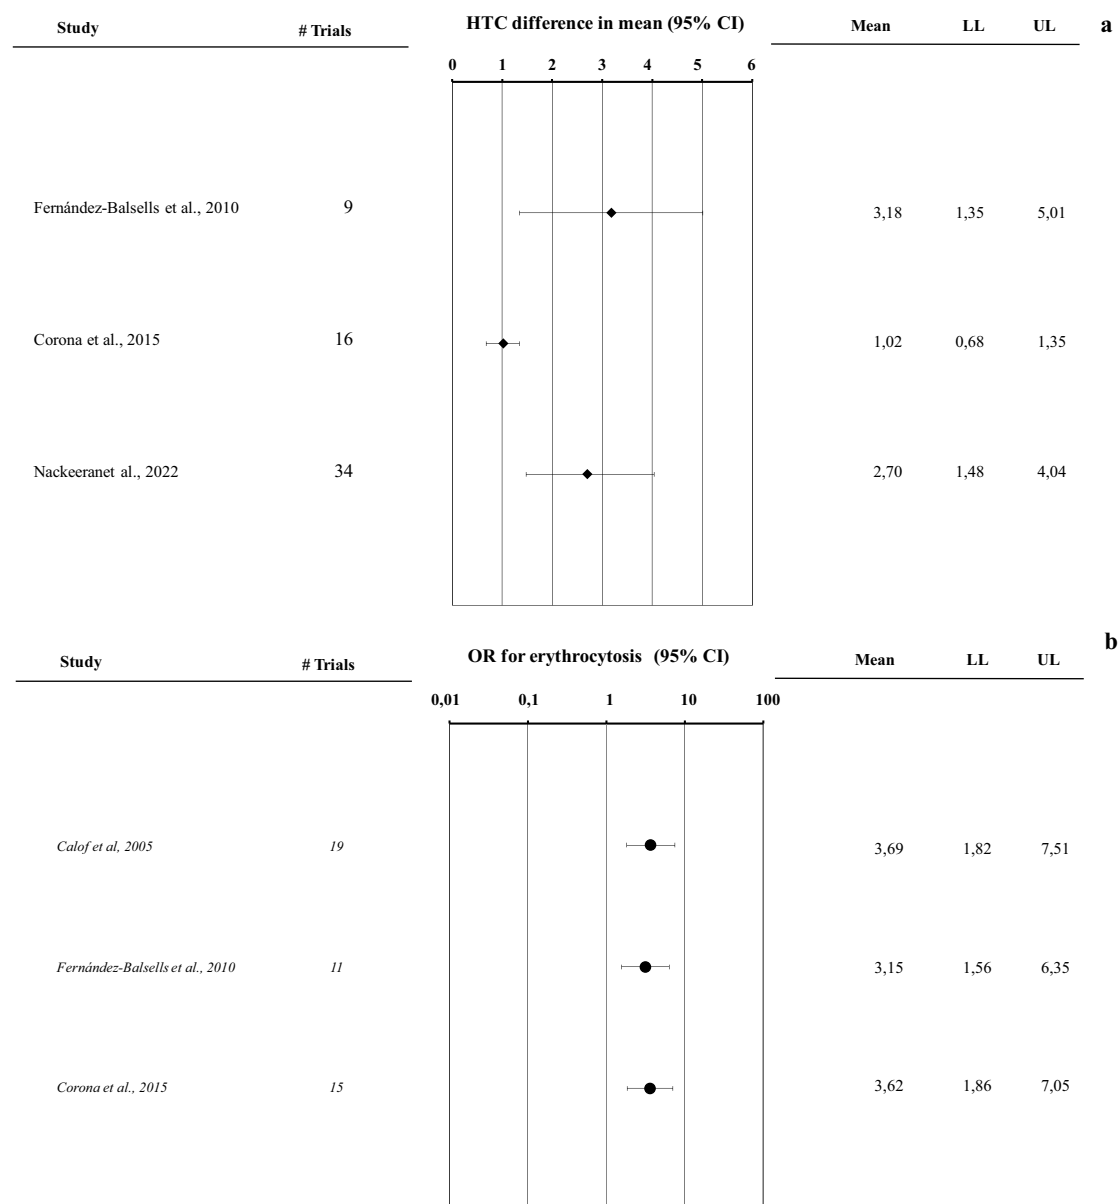 Study # Trials HTC difference in mean (95% CI) Mean LL UL a
0 1 2 3 4 5 6
Fernández-Balsells et al., 2010 9 3,18 1,35 5,01
Corona et al., 2015 16 1,02 0,68 1,35
Nackeeranet al., 2022 34 2,70 1,48 4,04
b
Study # Trials OR for erythrocytosis (95% CI) Mean LL UL
0,01 0,1 1 10 100
Calof et al, 2005 19 3,69 1,82 7,51
Fernández-Balsells et al., 2010 11 3,15 1,56 6,35
Corona et al., 2015 15 3,62 1,86 7,05